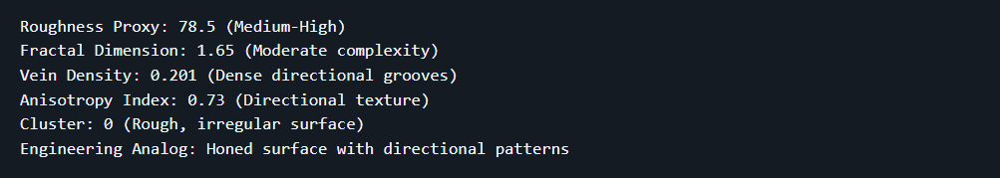 Roughness Proxy: 78.5 (Medium-High)
Fractal Dimension: 1.65 (Moderate complexity)
Vein Density: 0.201 (Dense directional grooves)
Anisotropy Index: 0.73 (Directional texture)
Cluster: 0 (Rough, irregular surface)
Engineering Analog: Honed surface with directional patterns